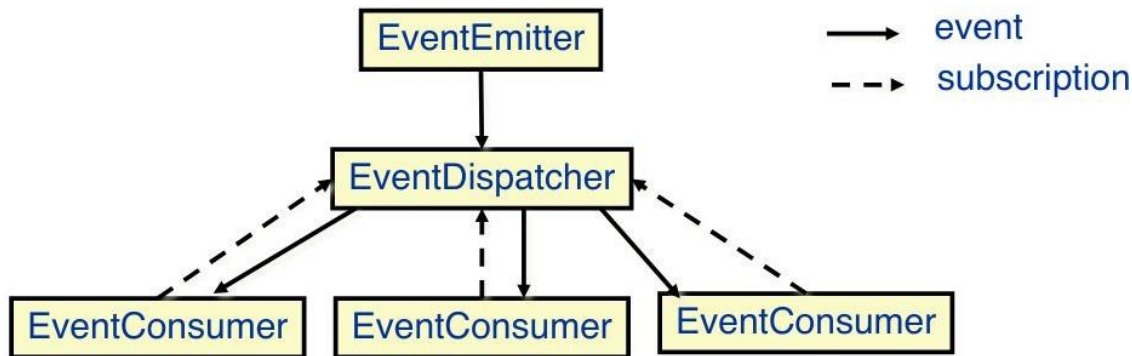 EventEmitter
event
subscription
EventDispatcher
EventConsumer
EventConsumer
EventConsumer